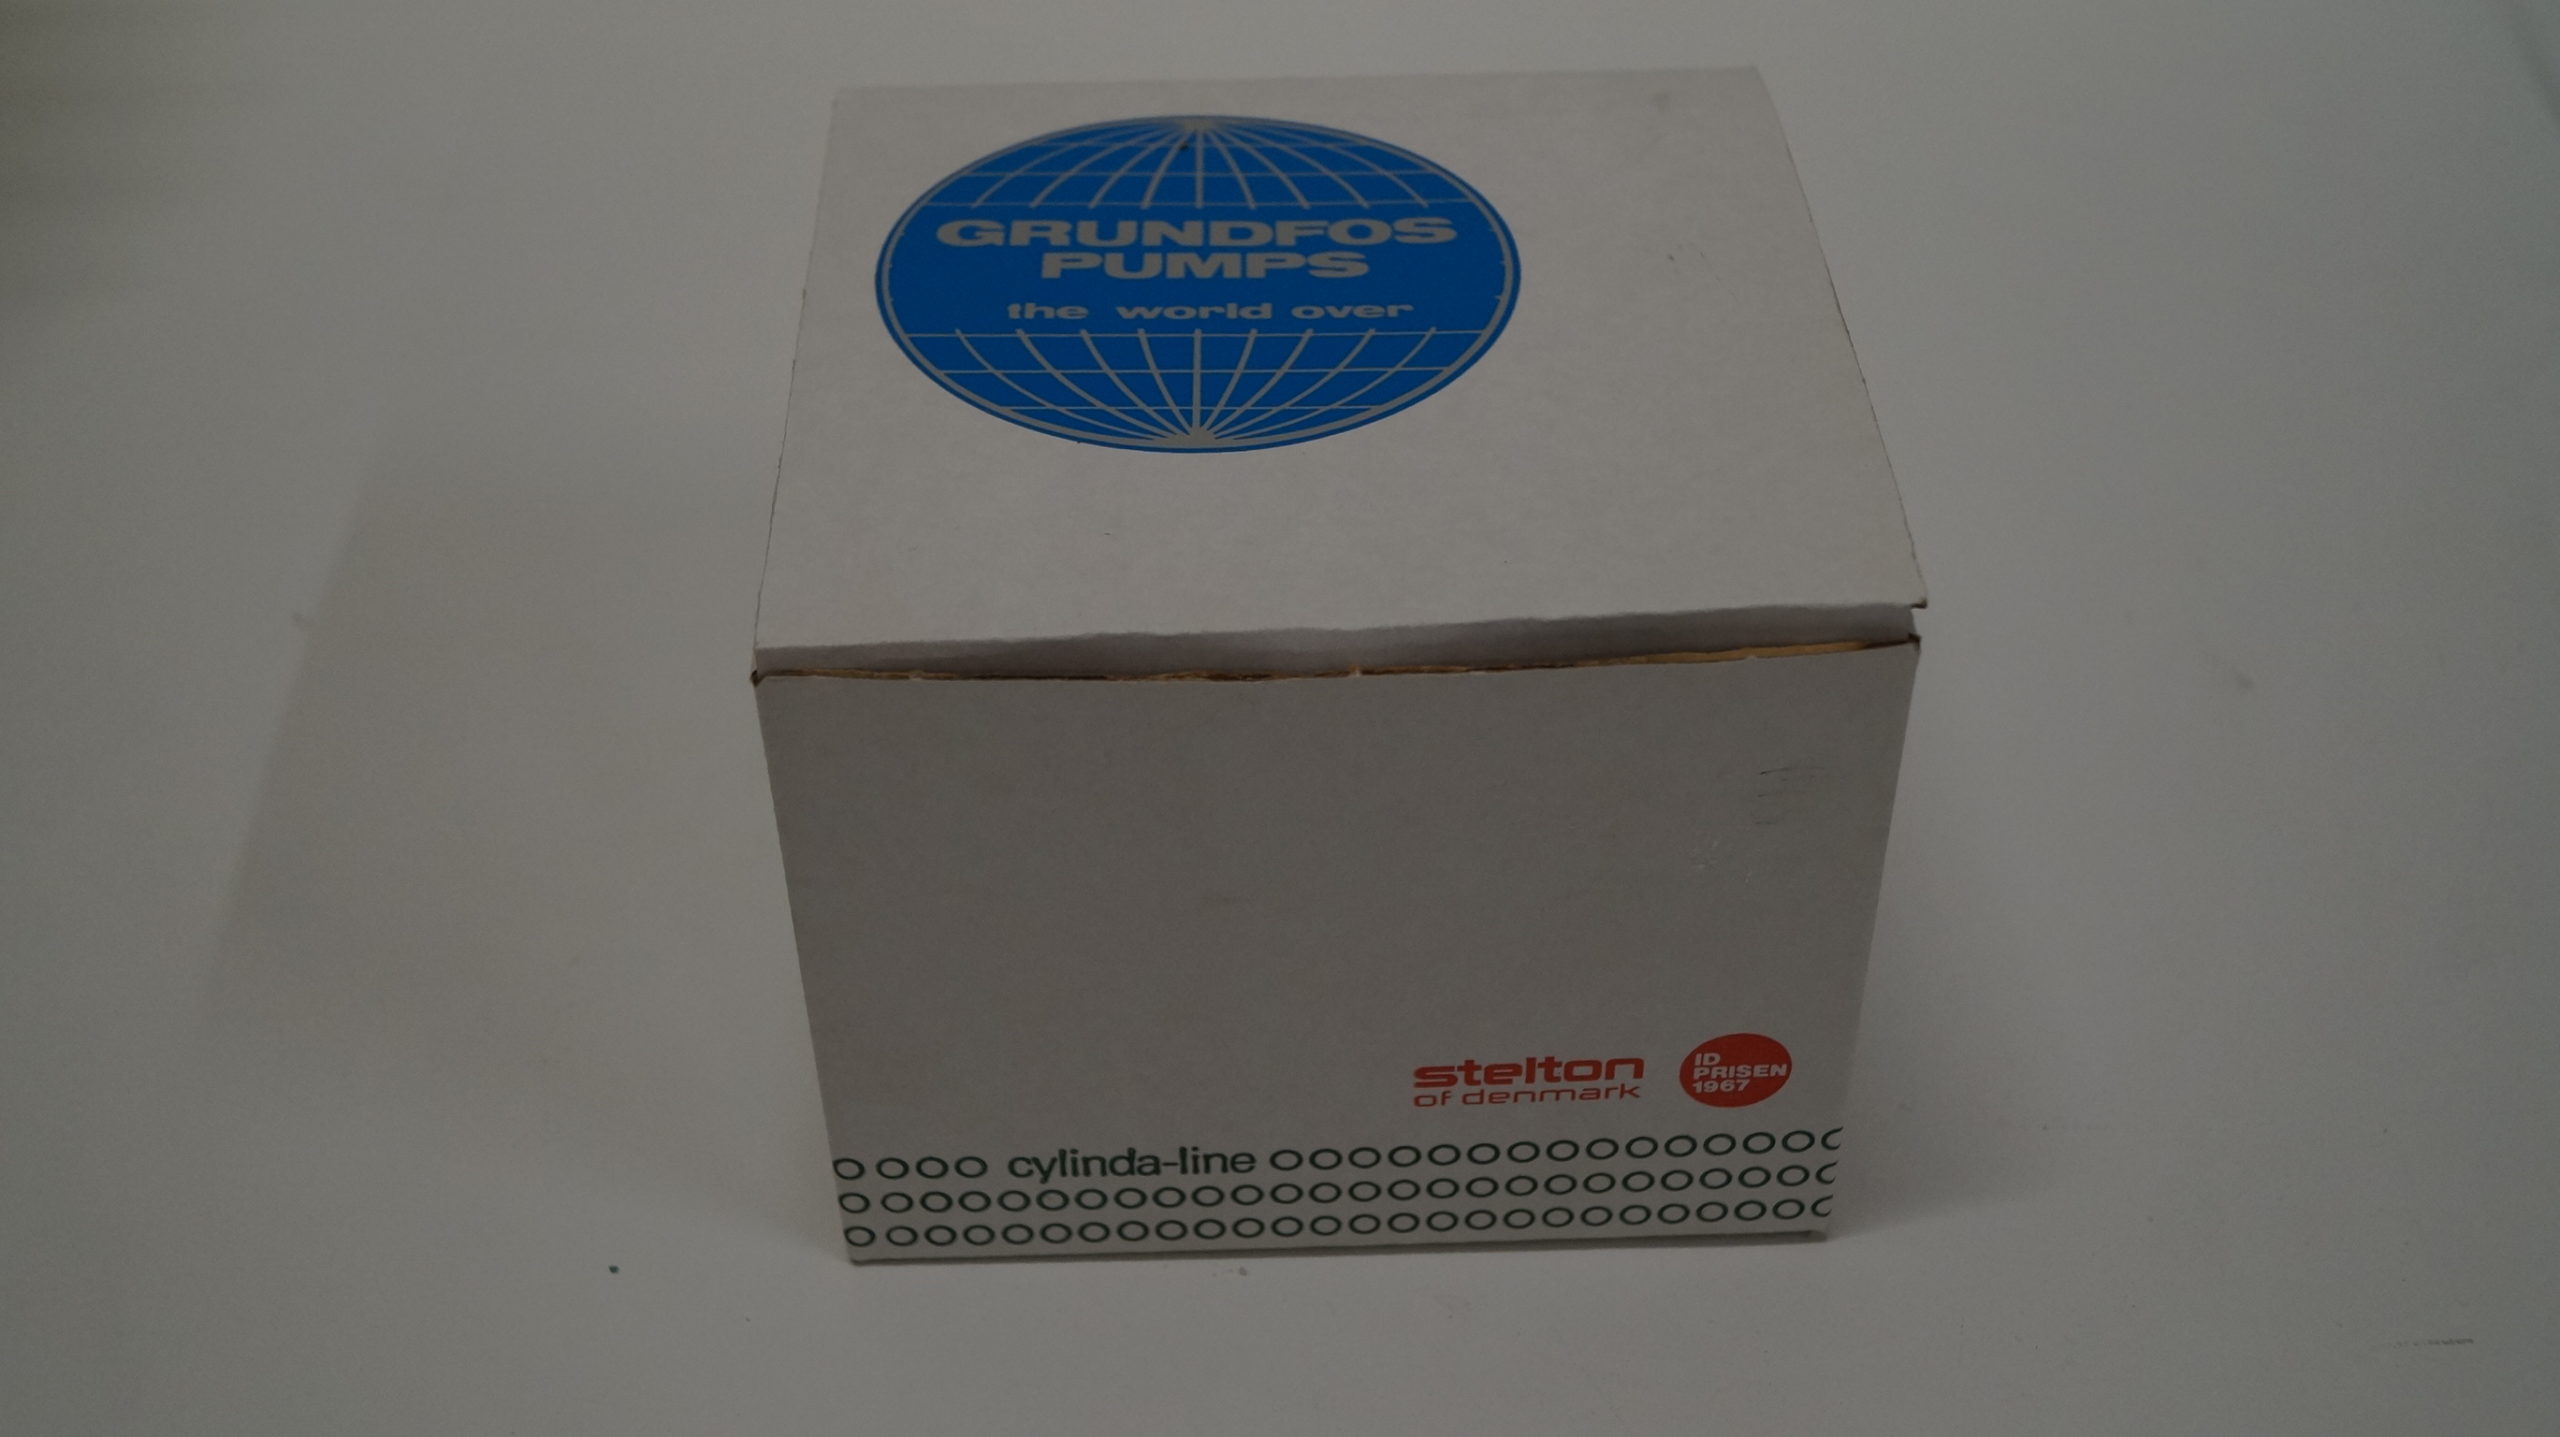 GRUNDFOS
PUMPS
the world over
stelton
of denmark
ID
PRISEN
1967
cylinda-line